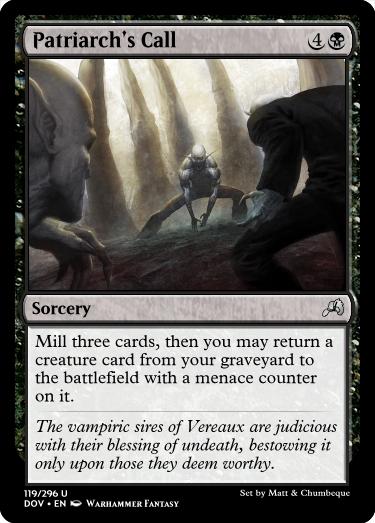 Patriarch's Call 4
Sorcery
Mill three cards, then you may return a
creature card from your graveyard to
the battlefield with a menace counter
on it.
The vampiric sires of Vereaux are judicious
with their blessing of undeath, bestowing it
only upon those they deem worthy.
119/296 U
Set by Matt & Chumbeque
DOV • EN Warhammer Fantasy